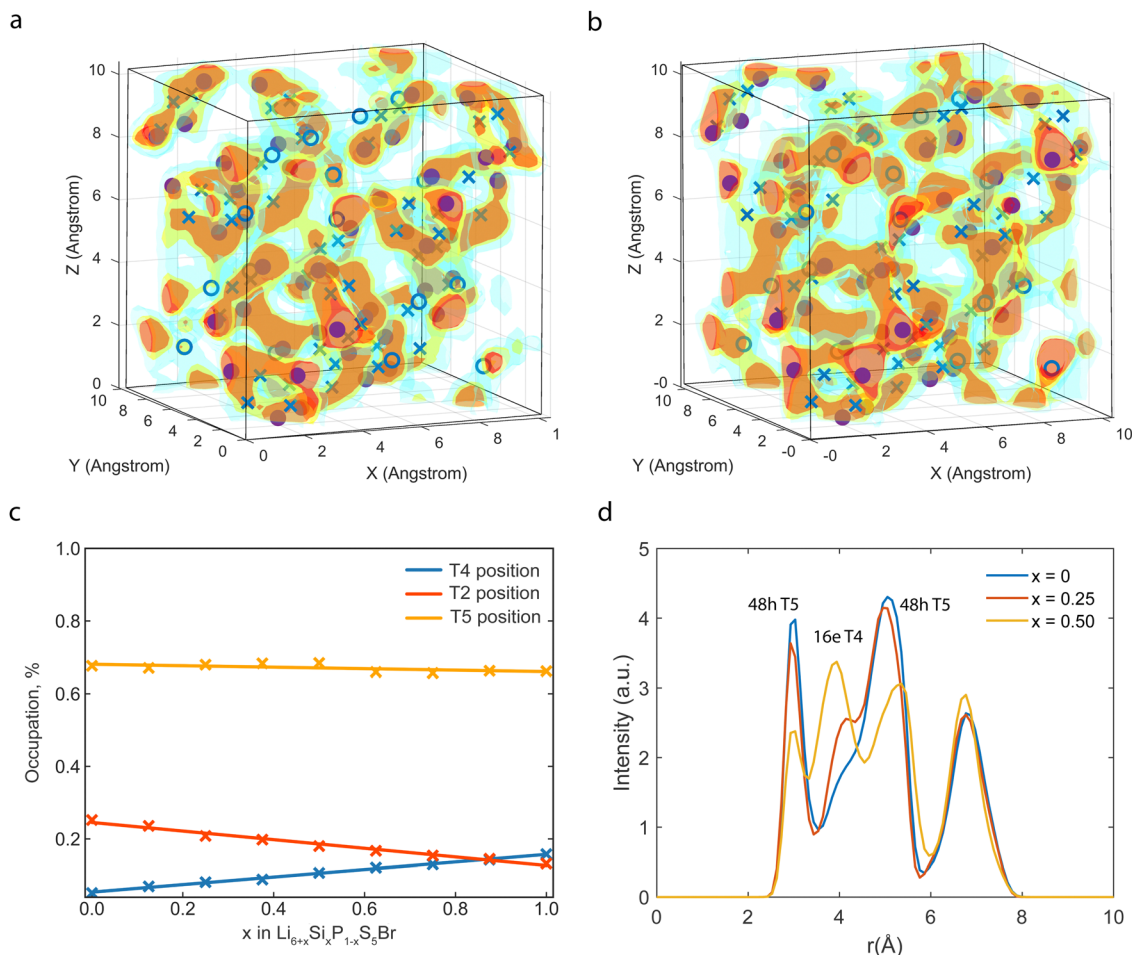 a
b
10
8
6
4
2
0
Z (Angstrom)
10
8
6
4
2
0
Y (Angstrom)
0
2
4
6
8
1
X (Angstrom)
10
8
6
4
2
-0
Z (Angstrom)
10
8
6
4
2
-0
Y (Angstrom)
-0
2
4
6
8
10
X (Angstrom)
c
d
1.0
0.8
0.6
0.4
0.2
Occupation, %
T4 position
T2 position
T5 position
0.0
0.2
0.4
0.6
0.8
1.0
x in Li₆₊ₓSiₓP₁₋ₓS₅Br
5
4
3
2
1
0
Intensity (a.u.)
48h T5
16e T4
48h T5
x = 0
x = 0.25
x = 0.50
0
2
4
6
8
10
r(Å)